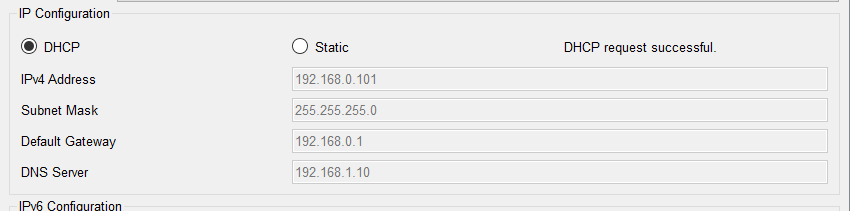 IP Configuration
DHCP Static DHCP request successful.
IPv4 Address 192.168.0.101
Subnet Mask 255.255.255.0
Default Gateway 192.168.0.1
DNS Server 192.168.1.10
IPv6 Configuration